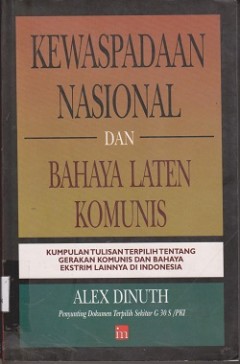 KEWASPADAAN
NASIONAL
DAN
BAHAYA LATEN
KOMUNIS
KUMPULAN TULISAN TERPILIH TENTANG
GERAKAN KOMUNIS DAN BAHAYA
EKSTRIM LAINNYA DI INDONESIA
ALEX DINUTH
Penyunting Dokumen Terpilih Sekitar G 30 S /PKI
im